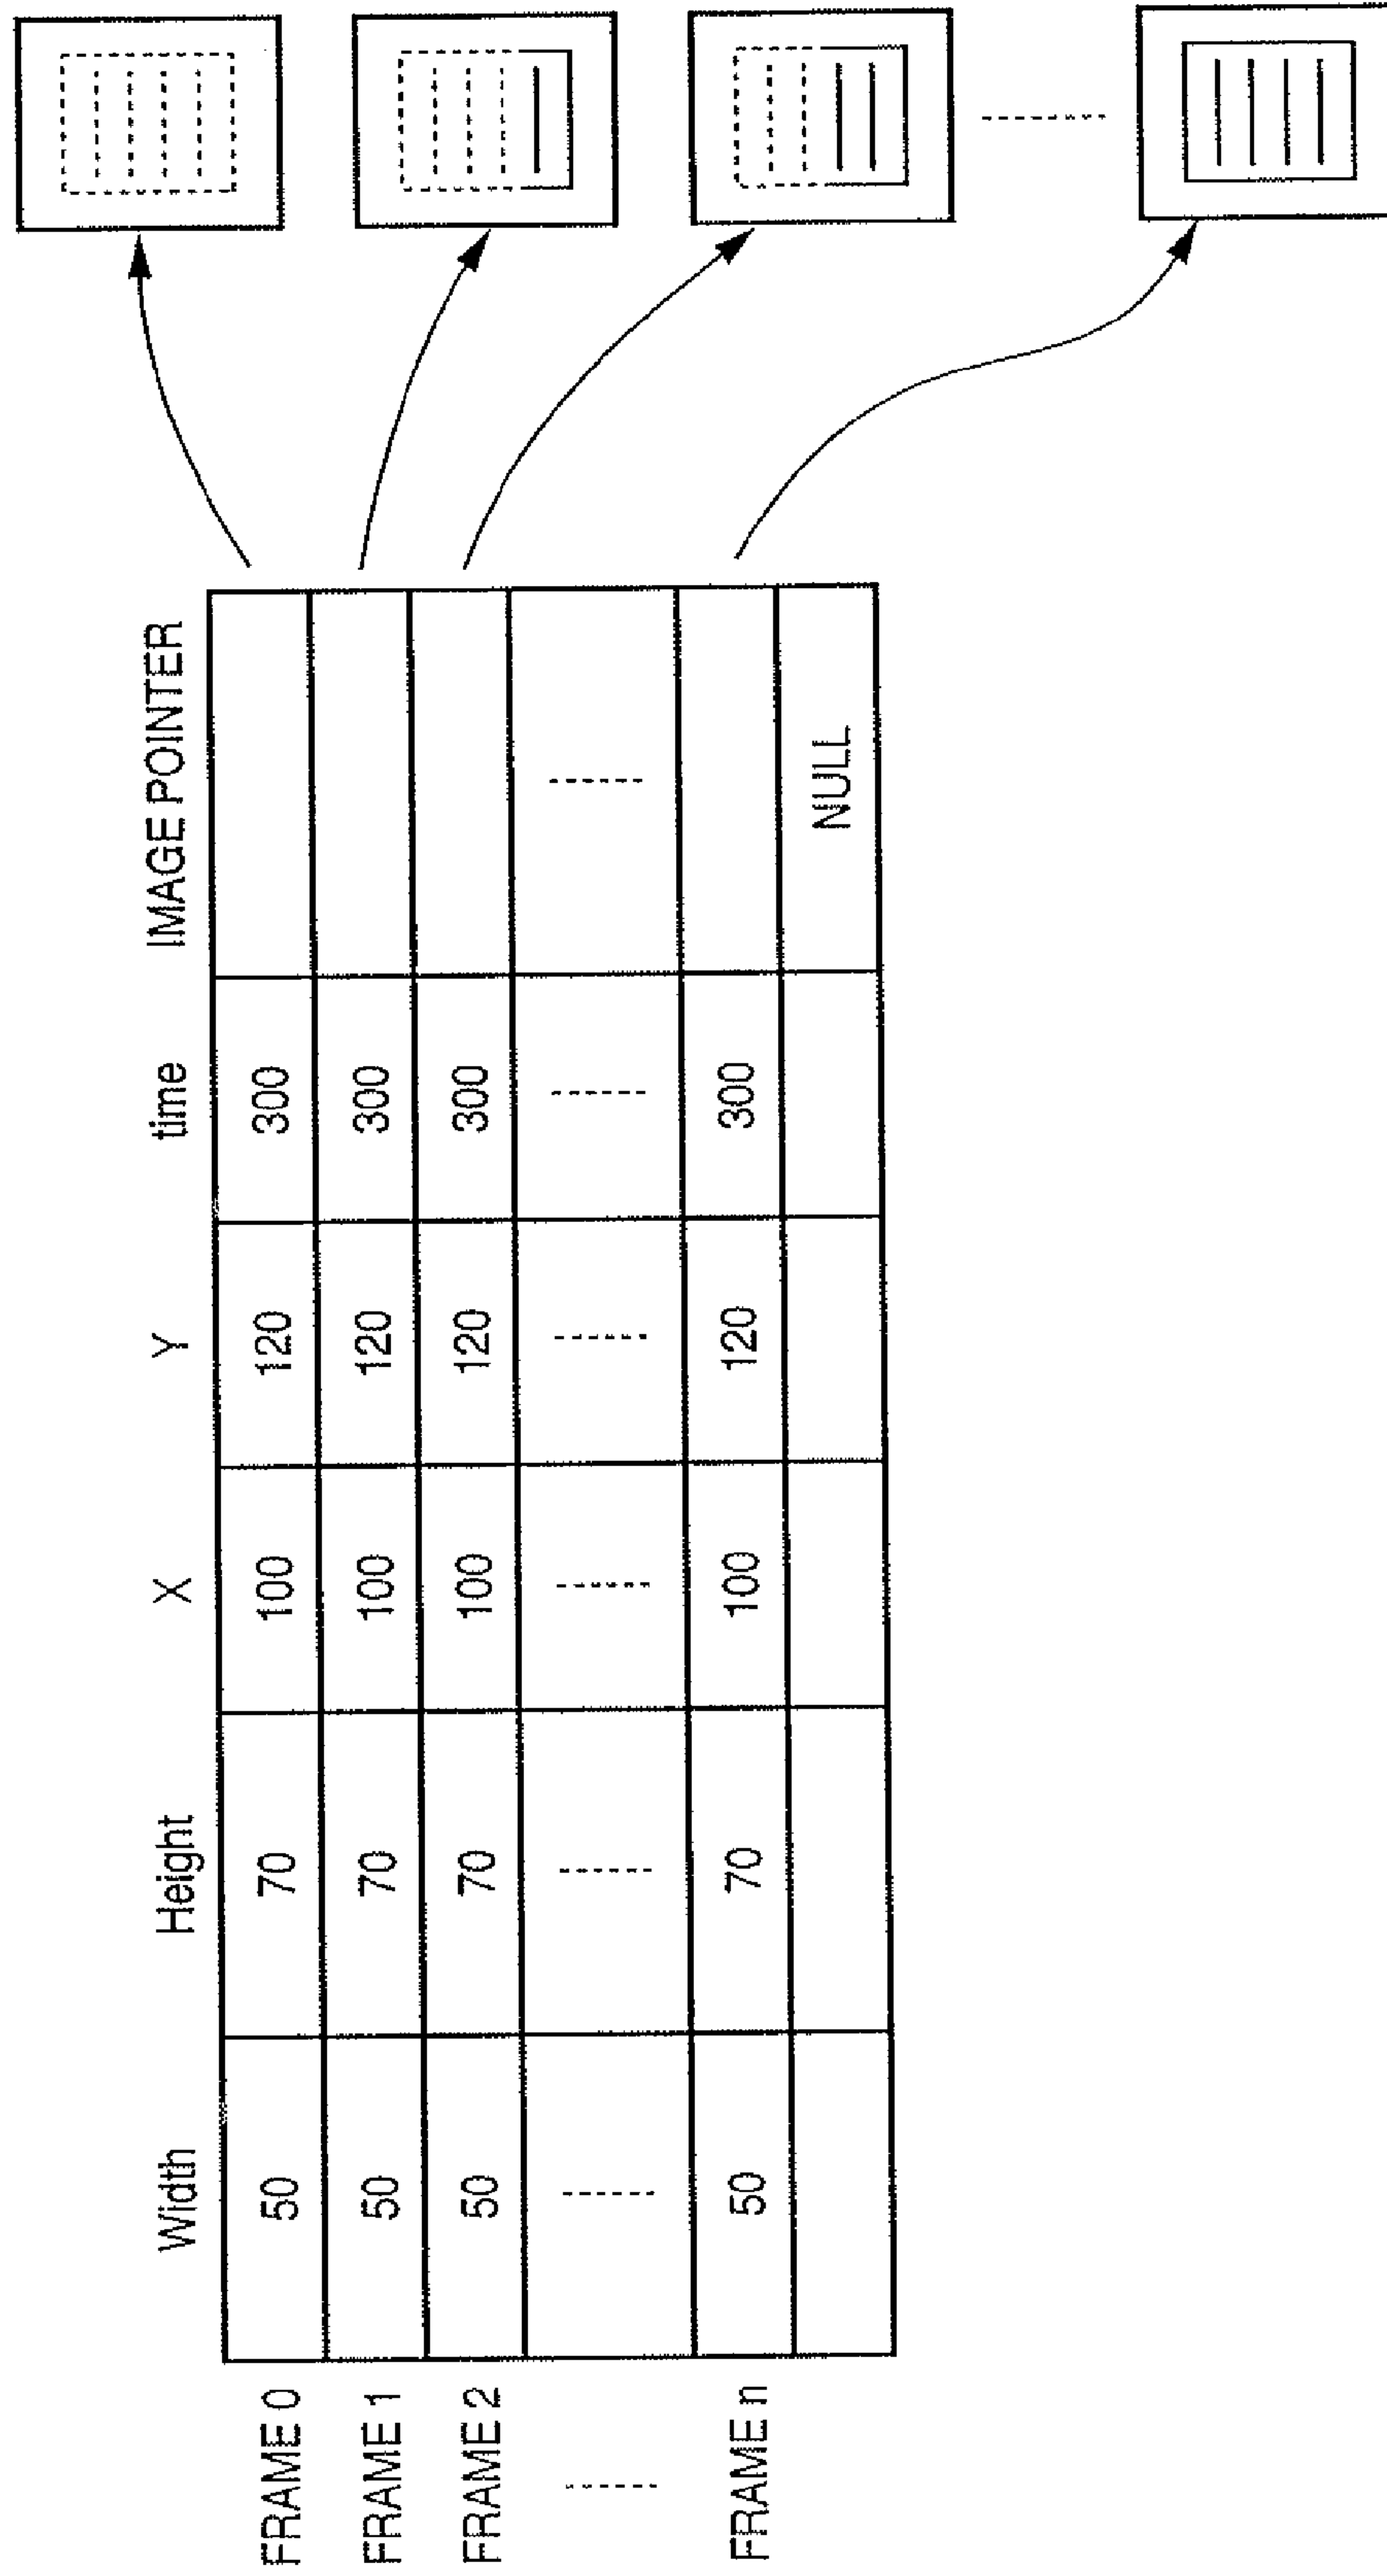 Width Height X Y time IMAGE POINTER
FRAME 0 50 70 100 120 300
FRAME 1 50 70 100 120 300
FRAME 2 50 70 100 120 300
FRAME n 50 70 100 120 300
NULL